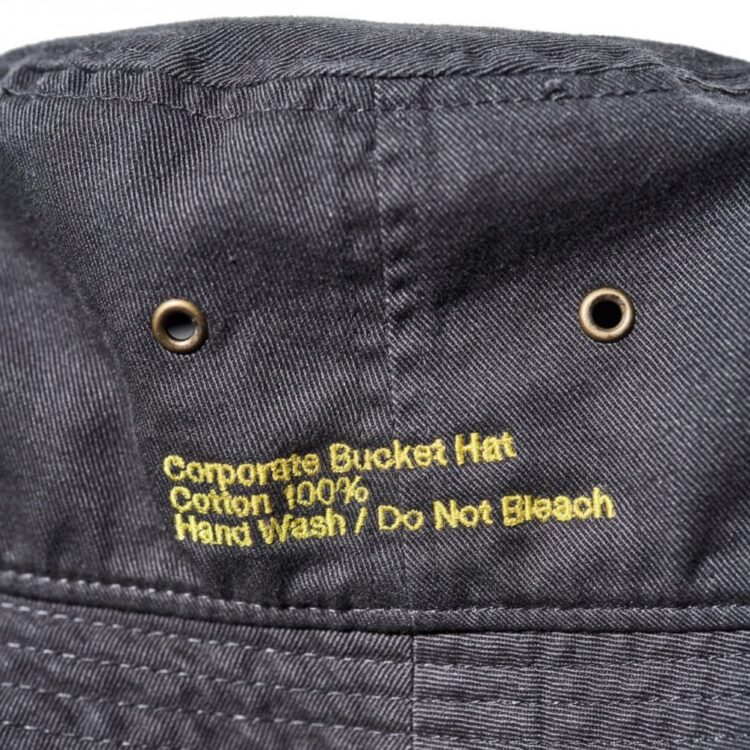 Corporate Bucket Hat
Cotton 100%
Hand Wash / Do Not Bleach